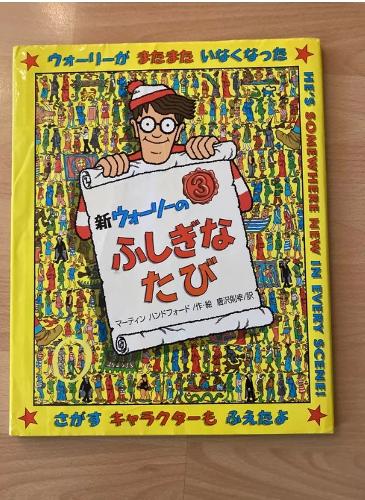 ウォーリーが またまた いなくなった
HE'S SOMEWHERE NEW IN EVERY SCENE!
3
新ウォーリーの
ふしぎな
たび
マーティン ハンドフォード／作・絵 唐沢則幸／訳
さがす キャラクターも ふえたよ